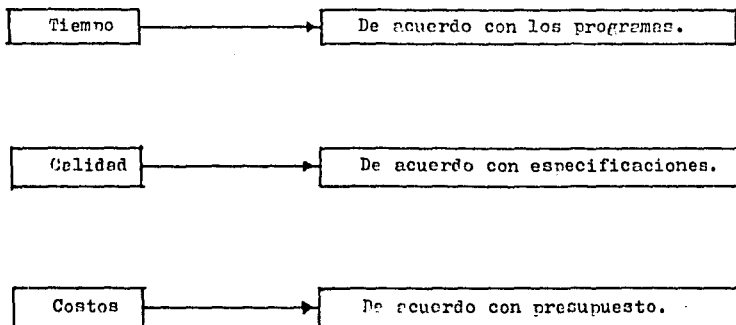 Tiempo
De acuerdo con los programas.
Calidad
De acuerdo con especificaciones.
Costos
De acuerdo con presupuesto.